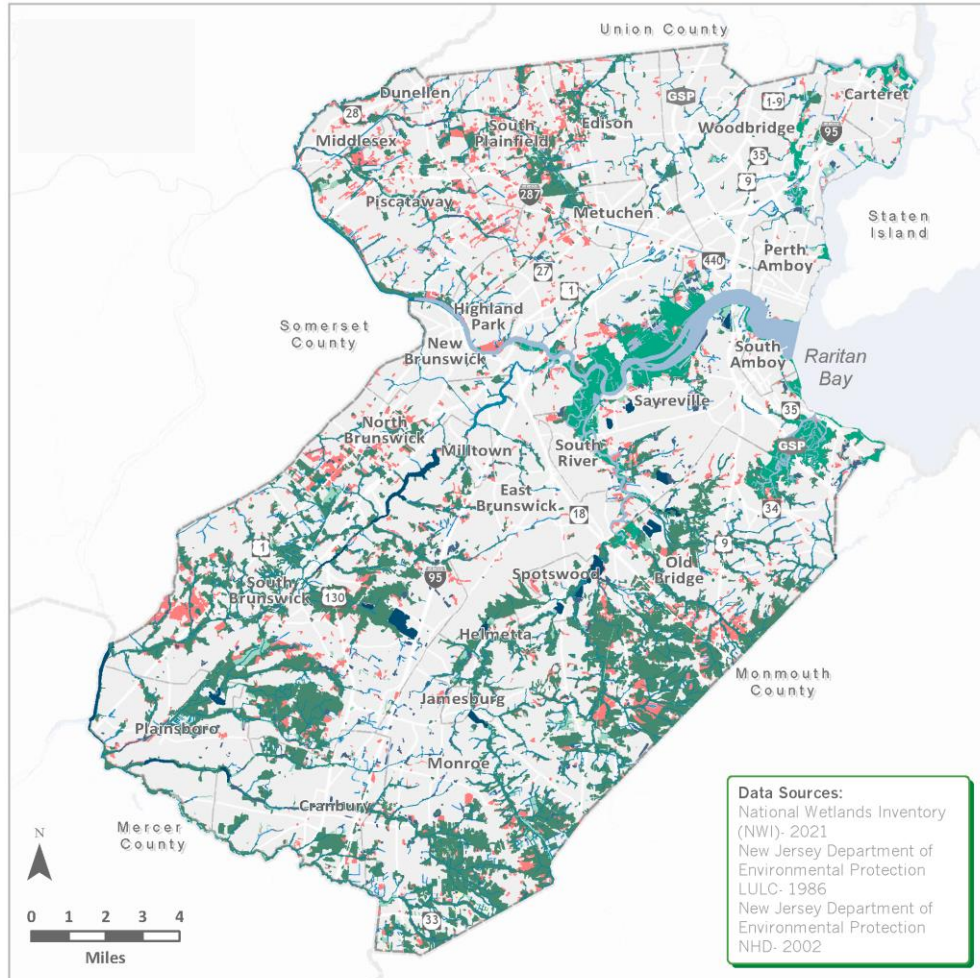 Union County
Dunellen
Carteret
28
GSP
1-9
Edison
Woodbridge
95
South
Plainfield
Middlesex
35
9
Piscataway
287
Metuchen
Staten
Island
Perth
Amboy
440
27
1
Highland
Park
Somerset
County
New
Brunswick
South
Amboy
Raritan
Bay
Sayreville
35
North
Brunswick
GSP
Milltown
South
River
East
Brunswick
18
34
1
9
Old
Bridge
South
Brunswick
95
Spotswood
130
Helmetta
Monmouth
County
Jamesburg
Plainsboro
Monroe
Cranbury
Mercer
County
33
N
0 1 2 3 4
Miles
Data Sources:
National Wetlands Inventory
(NWI)- 2021
New Jersey Department of
Environmental Protection
LULC- 1986
New Jersey Department of
Environmental Protection
NHD- 2002